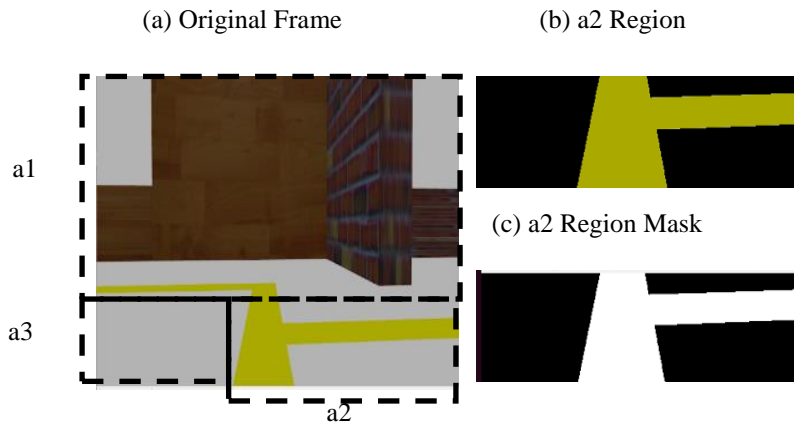 (a) Original Frame
(b) a2 Region
a1
(c) a2 Region Mask
a3
a2